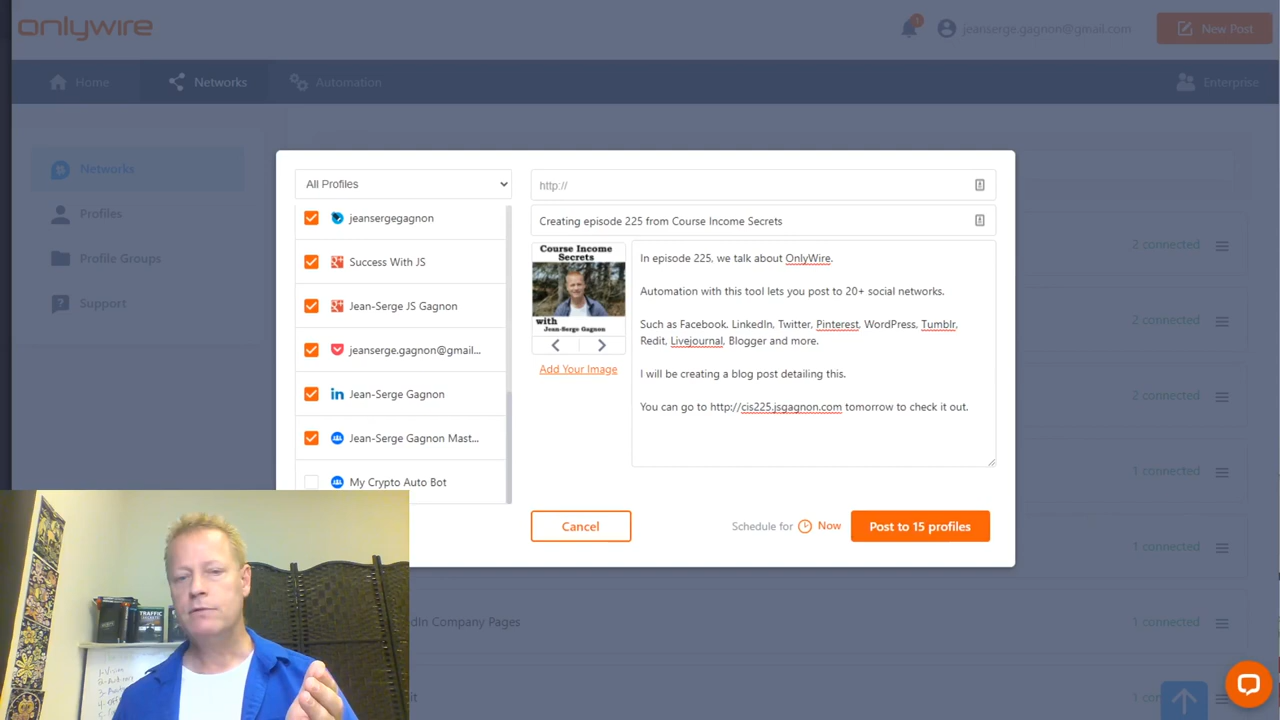 onlywire
1
jeanserge.gagnon@gmail.com
New Post
Home
Networks
Automation
Enterprise
Networks
Profiles
Profile Groups
Support
All Profiles
jeansergegagnon
Success With JS
Jean-Serge JS Gagnon
jeanserge.gagnon@gmail...
Jean-Serge Gagnon
Jean-Serge Gagnon Mast...
My Crypto Auto Bot
http://
Creating episode 225 from Course Income Secrets
Course Income
Secrets
with
Jean-Serge Gagnon
Add Your Image
In episode 225, we talk about OnlyWire.
Automation with this tool lets you post to 20+ social networks.
Such as Facebook. LinkedIn, Twitter, Pinterest, WordPress, Tumblr,
Redit, Livejournal, Blogger and more.
I will be creating a blog post detailing this.
You can go to http://cis225.jsgagnon.com tomorrow to check it out.
Cancel
Schedule for
Now
Post to 15 profiles
2 connected
2 connected
2 connected
1 connected
1 connected
Company Pages
1 connected
TRAFFIC